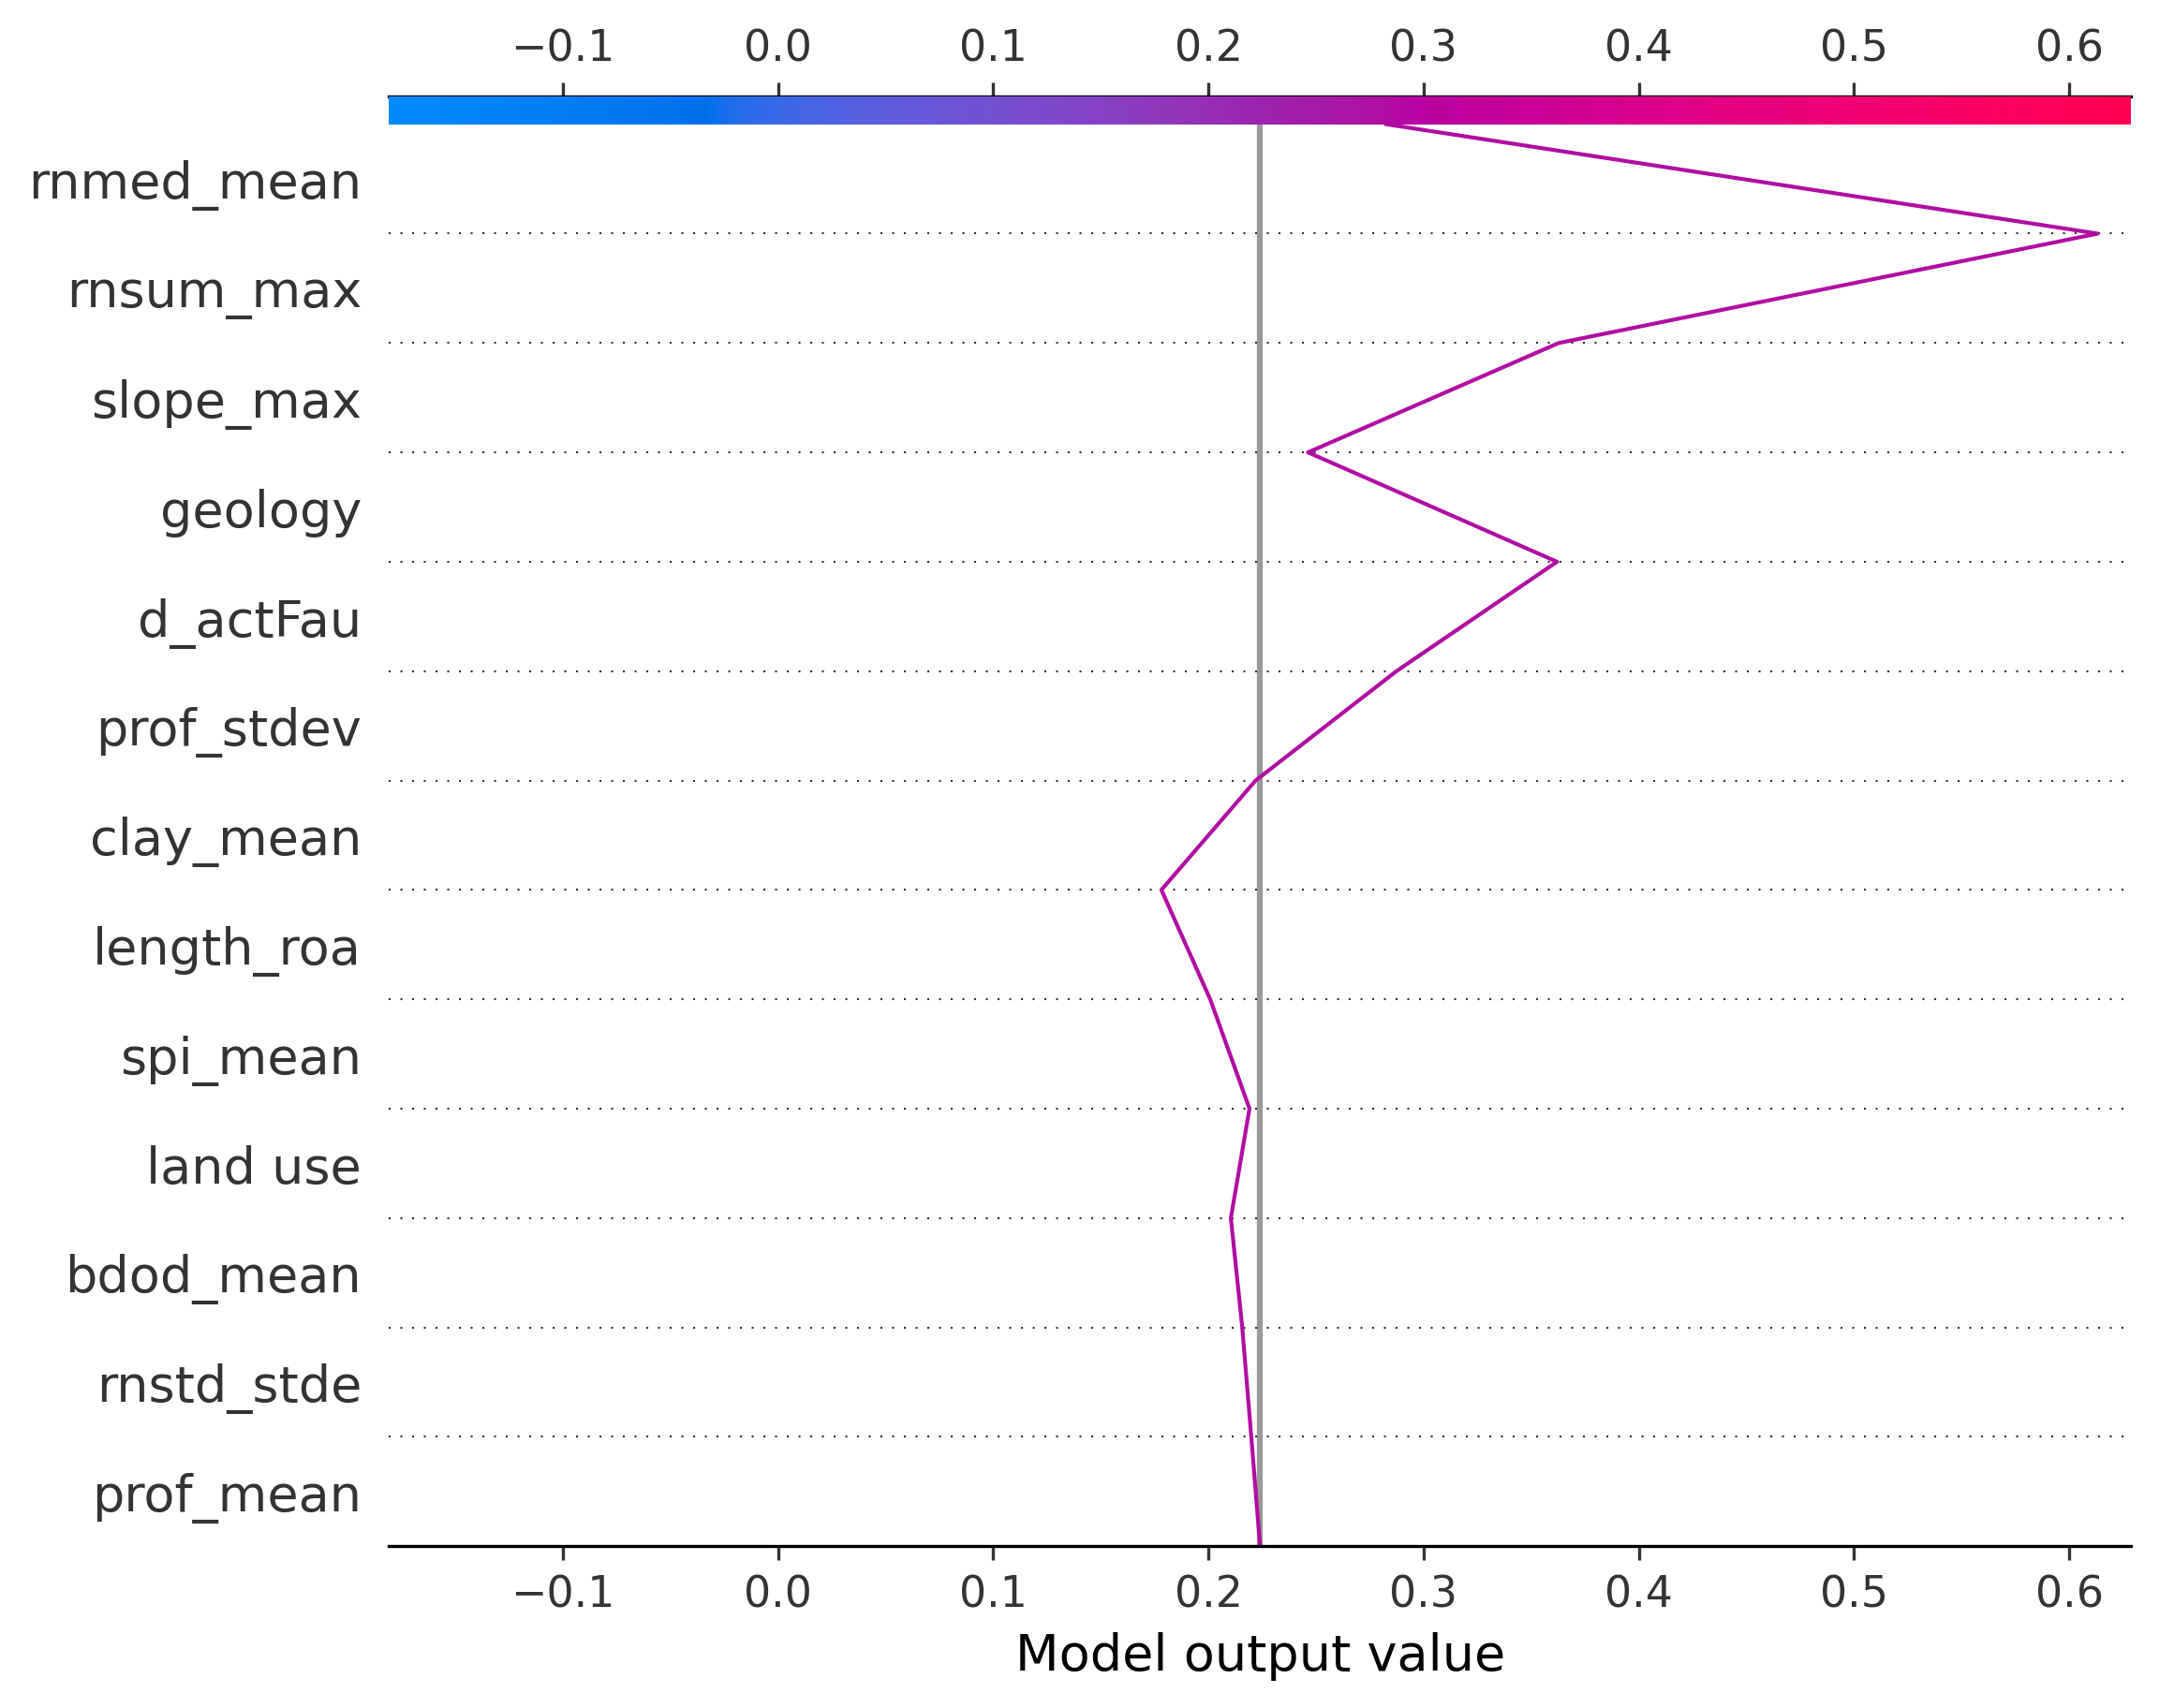 −0.1 0.0 0.1 0.2 0.3 0.4 0.5 0.6
rnmed_mean
rnsum_max
slope_max
geology
d_actFau
prof_stdev
clay_mean
length_roa
spi_mean
land use
bdod_mean
rnstd_stde
prof_mean
−0.1 0.0 0.1 0.2 0.3 0.4 0.5 0.6
Model output value